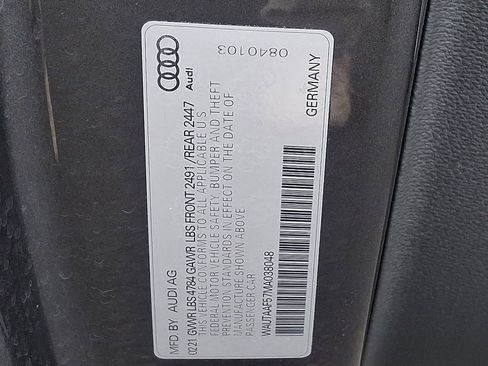 MFD BY AUDI AG
0221 GVWR LBS 4784 GAWR LBS FRONT 2491/REAR 2447
THIS VEHICLE CONFORMS TO ALL APPLICABLE U S
FEDERAL MOTOR VEHICLE SAFETY, BUMPER AND THEFT
PREVENTION STANDARDS IN EFFECT ON THE DATE OF
MANUFACTURE SHOWN ABOVE
PASSENGER CAR
WAUTAAF57MA038048
GERMANY
Audi
0840103